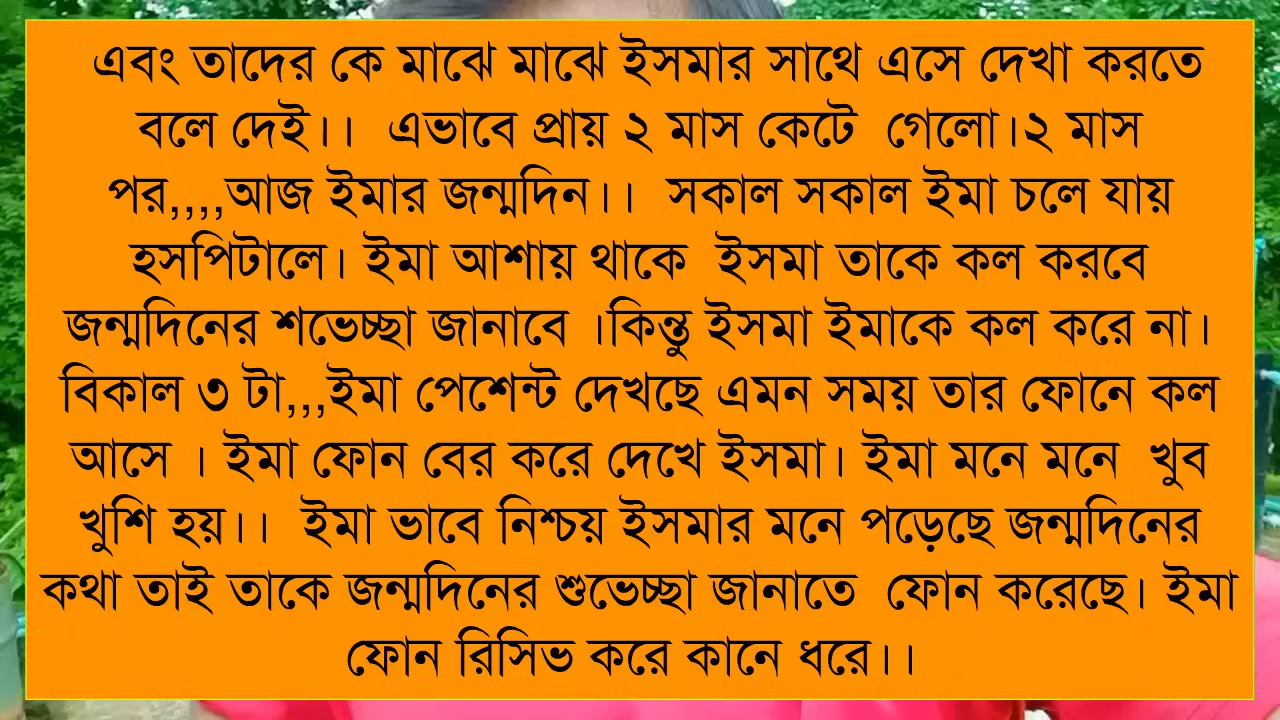 এবং তাদের কে মাঝে মাঝে ইসমার সাথে এসে দেখা করতে
বলে দেই।। এভাবে প্রায় ২ মাস কেটে গেলো।২ মাস
পর,,,,আজ ইমার জন্মদিন।। সকাল সকাল ইমা চলে যায়
হসপিটালে। ইমা আশায় থাকে ইসমা তাকে কল করবে
জন্মদিনের শভেচ্ছা জানাবে ।কিন্তু ইসমা ইমাকে কল করে না।
বিকাল ৩ টা,,,ইমা পেশেন্ট দেখছে এমন সময় তার ফোনে কল
আসে । ইমা ফোন বের করে দেখে ইসমা। ইমা মনে মনে খুব
খুশি হয়।। ইমা ভাবে নিশ্চয় ইসমার মনে পড়েছে জন্মদিনের
কথা তাই তাকে জন্মদিনের শুভেচ্ছা জানাতে ফোন করেছে। ইমা
ফোন রিসিভ করে কানে ধরে।।